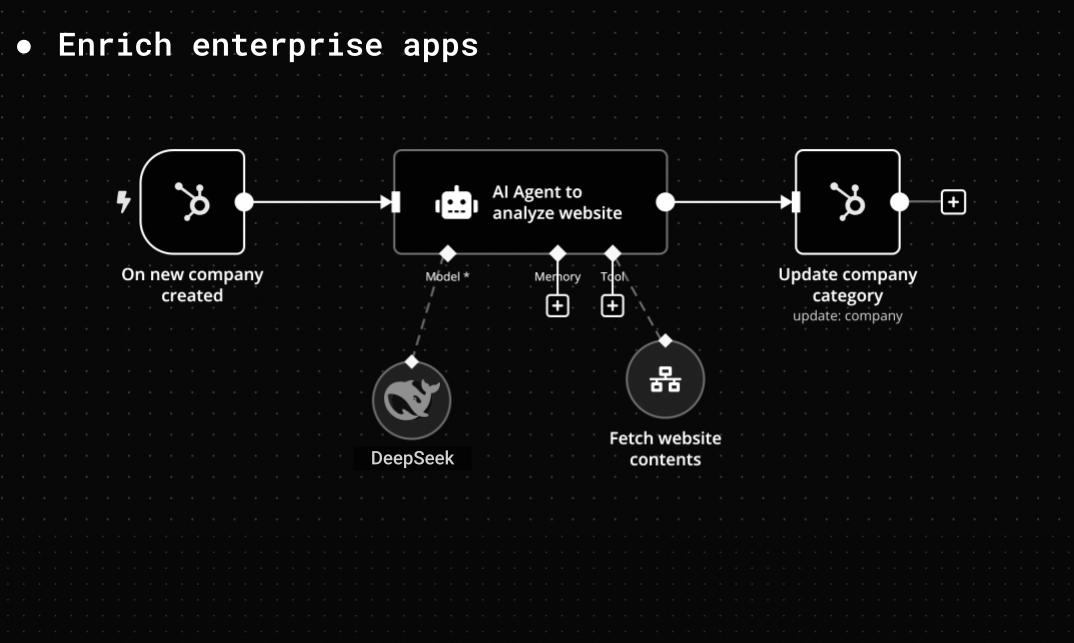 ● Enrich enterprise apps
AI Agent to
analyze website
On new company
created
Model *
Memory
Tool
Update company
category
update: company
DeepSeek
Fetch website
contents